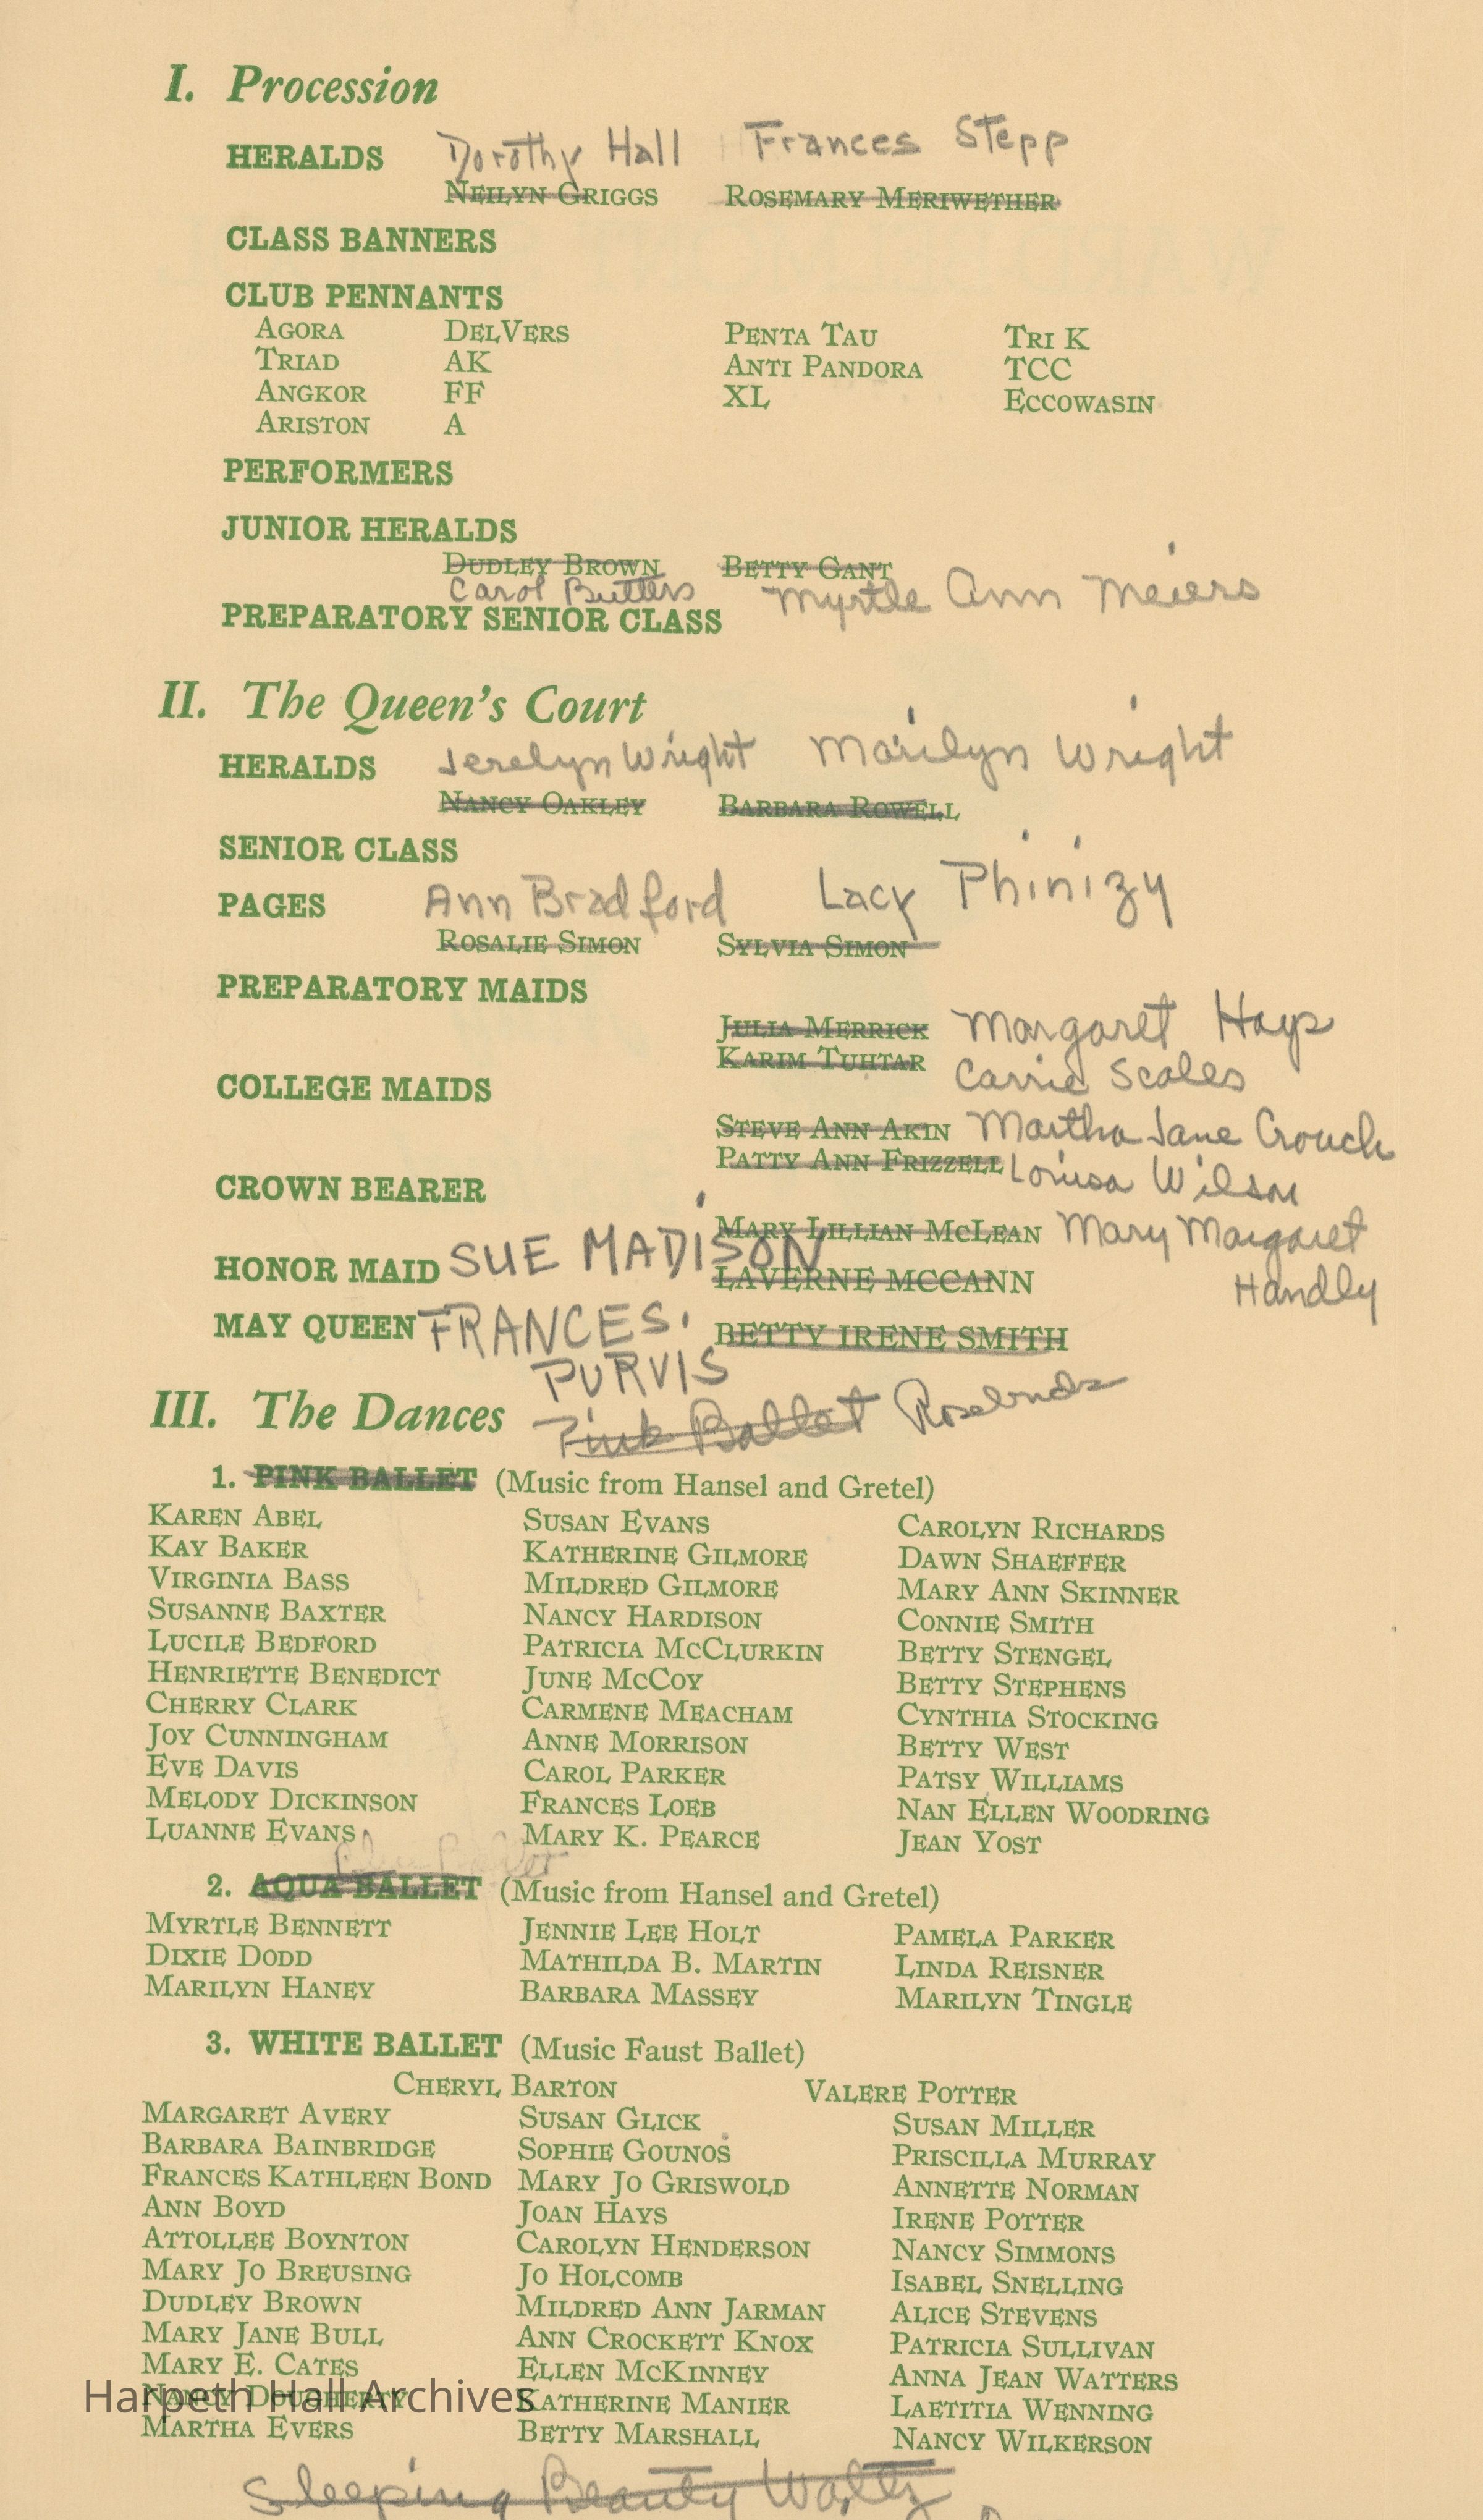 I. Procession
HERALDS Dorothy Hall Frances Stepp
NEILYN GRIGGS ROSEMARY MERIWETHER
CLASS BANNERS
CLUB PENNANTS
AGORA DELVERS PENTA TAU TRI K
TRIAD AK ANTI PANDORA TCC
ANGKOR FF XL ECCOWASIN
ARISTON A
PERFORMERS
JUNIOR HERALDS
DUDLEY BROWN BETTY GANT
Carol Butters Myrtle Ann Meiers
PREPARATORY SENIOR CLASS
II. The Queen's Court
HERALDS Jerelyn Wright Marilyn Wright
NANCY OAKLEY BARBARA ROWELL
SENIOR CLASS
PAGES Ann Bradford Lacy Phinizy
ROSALIE SIMON SYLVIA SIMON
PREPARATORY MAIDS
JULIA MERRICK Margaret Hays
KARIM TUHTAR Carrie Scales
COLLEGE MAIDS
STEVE ANN AKIN Martha Jane Crouch
PATTY ANN FRIZZELL Louisa Wilson
CROWN BEARER
MARY LILLIAN MCLEAN Mary Margaret
Handly
HONOR MAID SUE MADISON LAVERNE MCCANN
MAY QUEEN FRANCES PURVIS BETTY IRENE SMITH
III. The Dances Pink Ballet Rosebuds
1. PINK BALLET (Music from Hansel and Gretel)
KAREN ABEL SUSAN EVANS CAROLYN RICHARDS
KAY BAKER KATHERINE GILMORE DAWN SHAEFFER
VIRGINIA BASS MILDRED GILMORE MARY ANN SKINNER
SUSANNE BAXTER NANCY HARDISON CONNIE SMITH
LUCILE BEDFORD PATRICIA MCCLURKIN BETTY STENGEL
HENRIETTE BENEDICT JUNE MCCOY BETTY STEPHENS
CHERRY CLARK CARMENE MEACHAM CYNTHIA STOCKING
JOY CUNNINGHAM ANNE MORRISON BETTY WEST
EVE DAVIS CAROL PARKER PATSY WILLIAMS
MELODY DICKINSON FRANCES LOEB NAN ELLEN WOODRING
LUANNE EVANS MARY K. PEARCE JEAN YOST
2. AQUA BALLET (Music from Hansel and Gretel)
MYRTLE BENNETT JENNIE LEE HOLT PAMELA PARKER
DIXIE DODD MATHILDA B. MARTIN LINDA REISNER
MARILYN HANEY BARBARA MASSEY MARILYN TINGLE
3. WHITE BALLET (Music Faust Ballet)
CHERYL BARTON VALERE POTTER
MARGARET AVERY SUSAN GLICK SUSAN MILLER
BARBARA BAINBRIDGE SOPHIE GOUNOS PRISCILLA MURRAY
FRANCES KATHLEEN BOND MARY JO GRISWOLD ANNETTE NORMAN
ANN BOYD JOAN HAYS IRENE POTTER
ATTOLLEE BOYNTON CAROLYN HENDERSON NANCY SIMMONS
MARY JO BREUSING JO HOLCOMB ISABEL SNELLING
DUDLEY BROWN MILDRED ANN JARMAN ALICE STEVENS
MARY JANE BULL ANN CROCKETT KNOX PATRICIA SULLIVAN
MARY E. CATES ELLEN MCKINNEY ANNA JEAN WATTERS
NANCY DOUGHERTY KATHERINE MANIER LAETITIA WENNING
Harpeth Hall Archives
MARTHA EVERS BETTY MARSHALL NANCY WILKERSON
Sleeping Beauty Waltz